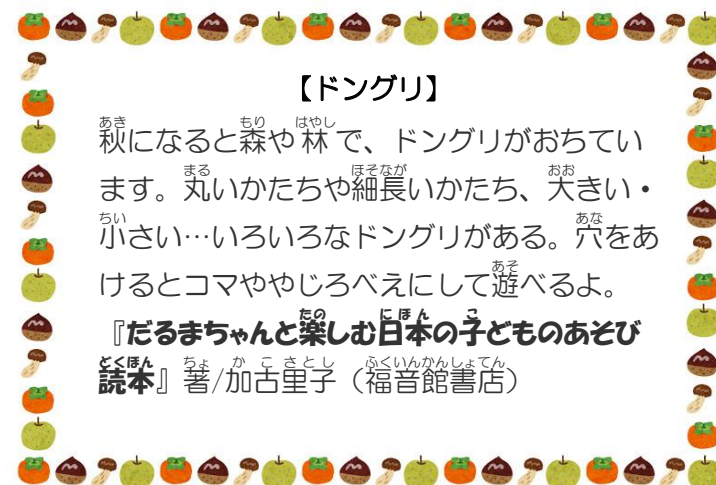 【ドングリ】
秋になると森や林で、ドングリがおちてい
ます。丸いかたちや細長いかたち、大きい・
小さい…いろいろなドングリがある。穴をあ
けるとコマややじろべえにして遊べるよ。
『だるまちゃんと楽しむ日本の子どものあそび
読本』著/加古里子（福音館書店）